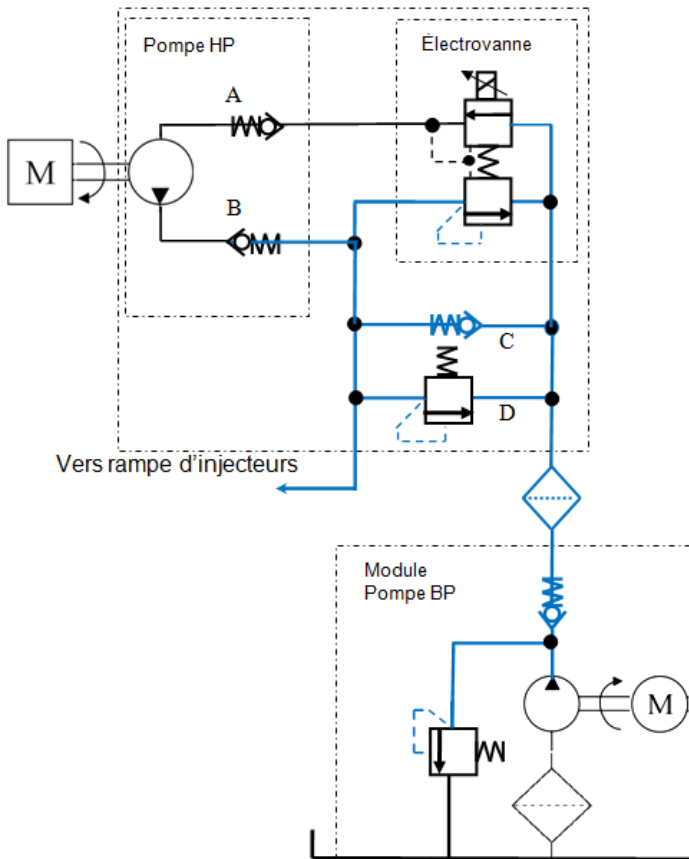 Pompe HP
Électrovanne
A
M
B
C
D
Vers rampe d'injecteurs
Module
Pompe BP
M